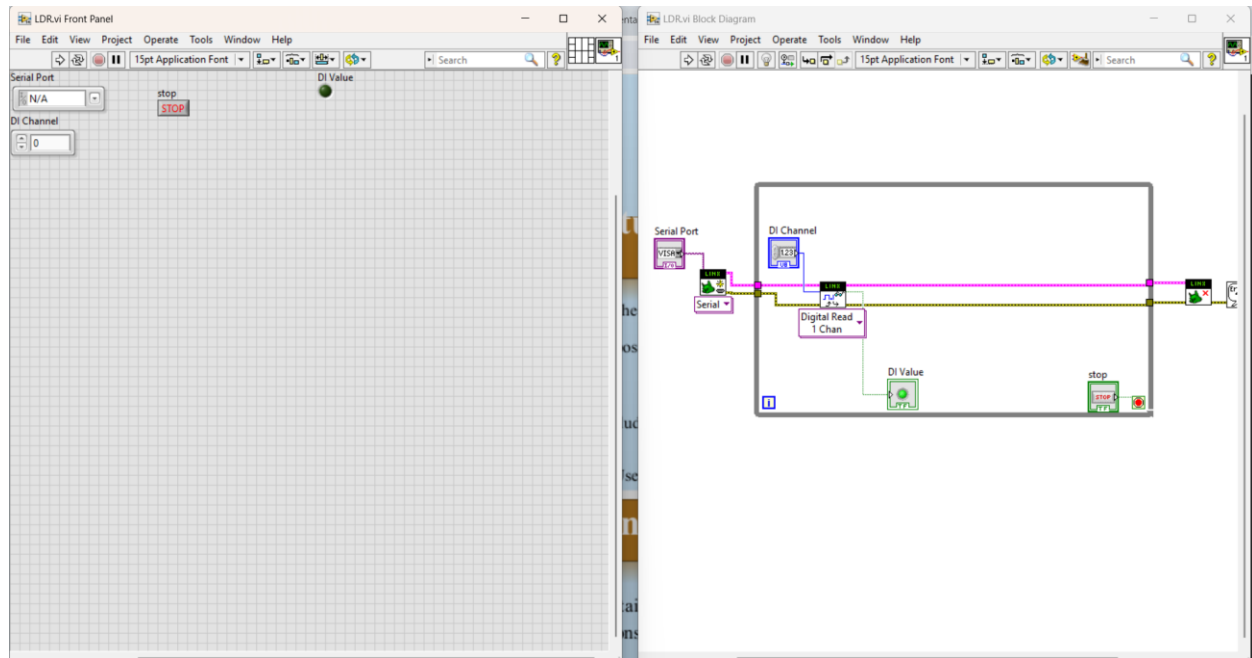 LDR.vi Front Panel
File Edit View Project Operate Tools Window Help
15pt Application Font
Search
1
Serial Port
N/A
DI Channel
0
stop
STOP
DI Value
LDR.vi Block Diagram
File Edit View Project Operate Tools Window Help
15pt Application Font
Search
1
Serial Port
VISA
I/O
LINX
Serial
DI Channel
123
U8
LINX
Digital Read
1 Chan
DI Value
TF
stop
STOP
TF
i
LINX